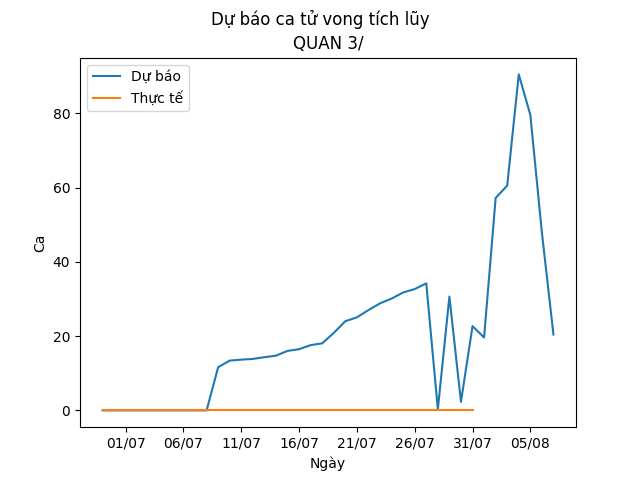 Dự báo ca tử vong tích lũy
QUAN 3/
Dự báo
Thực tế
Ca
80
60
40
20
0
01/07 06/07 11/07 16/07 21/07 26/07 31/07 05/08
Ngày